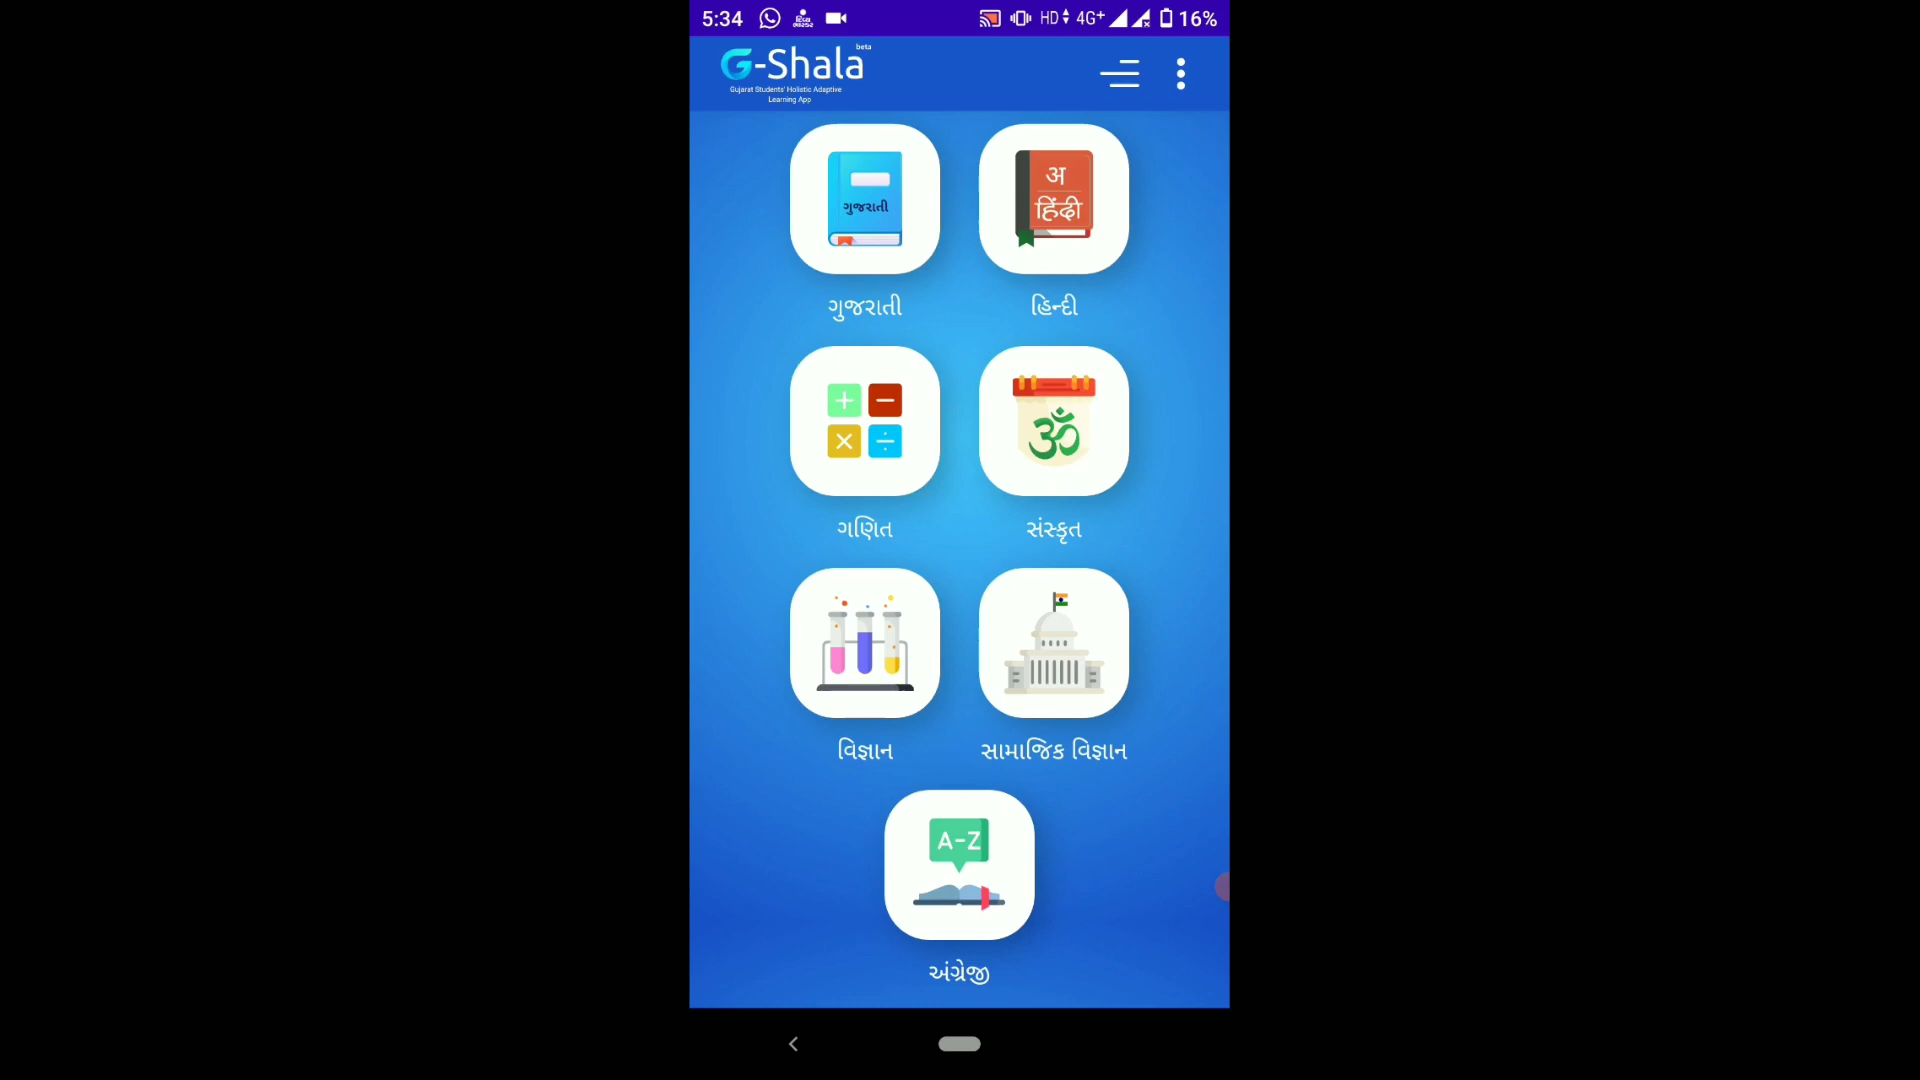 5:34
HD 4G+ 16%
G-Shala beta
Gujarat Students' Holistic Adaptive
Learning App
ગુજરાતી
अ
हिंदी
ગુજરાતી
હિન્દી
ॐ
ગણિત
સંસ્કૃત
વિજ્ઞાન
સામાજિક વિજ્ઞાન
A-Z
અંગ્રેજી